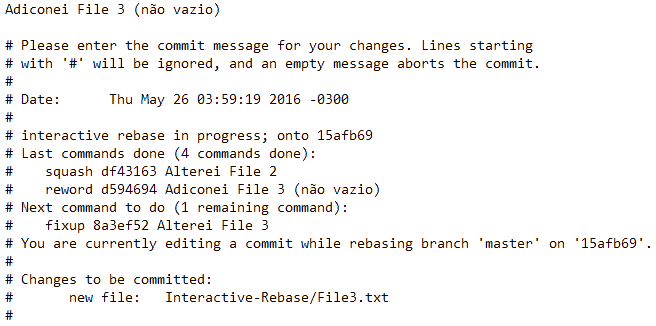 Adiconei File 3 (não vazio)

# Please enter the commit message for your changes. Lines starting
# with '#' will be ignored, and an empty message aborts the commit.
#
# Date:      Thu May 26 03:59:19 2016 -0300
#
# interactive rebase in progress; onto 15afb69
# Last commands done (4 commands done):
#    squash df43163 Alterei File 2
#    reword d594694 Adiconei File 3 (não vazio)
# Next command to do (1 remaining command):
#    fixup 8a3ef52 Alterei File 3
# You are currently editing a commit while rebasing branch 'master' on '15afb69'.
#
# Changes to be committed:
#       new file:   Interactive-Rebase/File3.txt
#